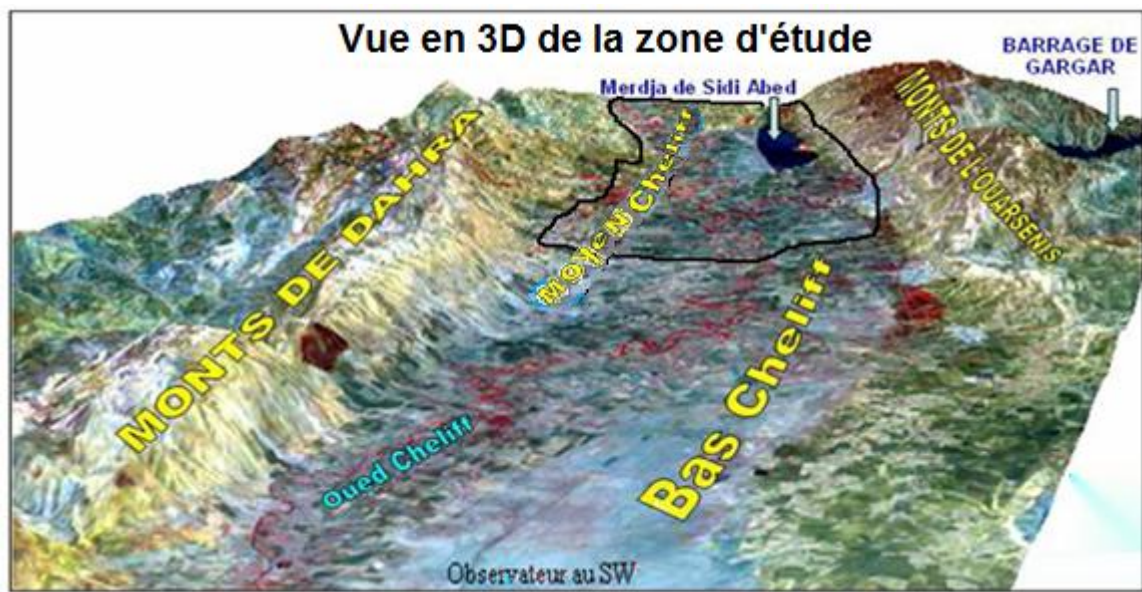 Vue en 3D de la zone d'étude
BARRAGE DE
GARGAR
Merdja de Sidi Abed
MONTS DE L'OUARSENIS
MONTS DE DAHRA
MoyeN Cheliff
Bas Cheliff
Oued Cheliff
Observateur au SW